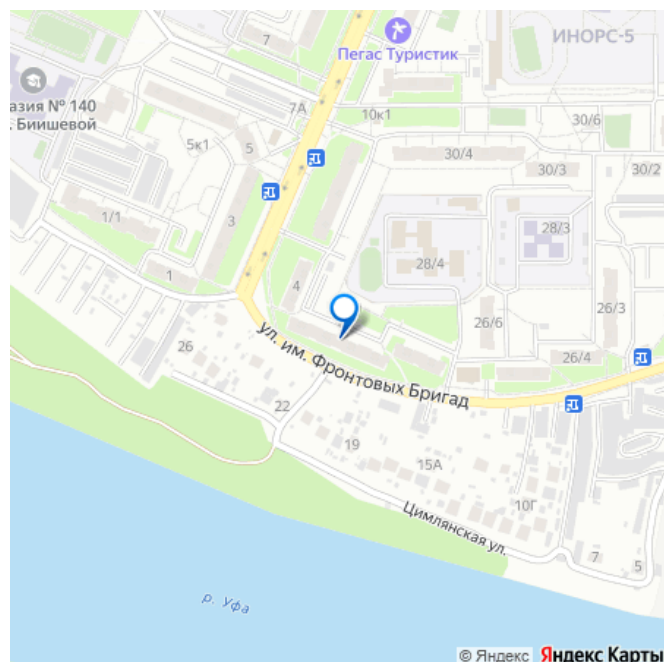 7
Пегас Туристик
ИНОРС-5
азия № 140
. Биишевой
7А
10к1
30/6
5к1
5
30/4
30/3
30/2
1/1
3
28/3
28/4
1
4
26/3
26/6
26
26/4
ул. им. Фронтовых Бригад
22
19
15А
10Г
Цимлянская ул.
7
5
р. Уфа
© Яндекс Яндекс Карты